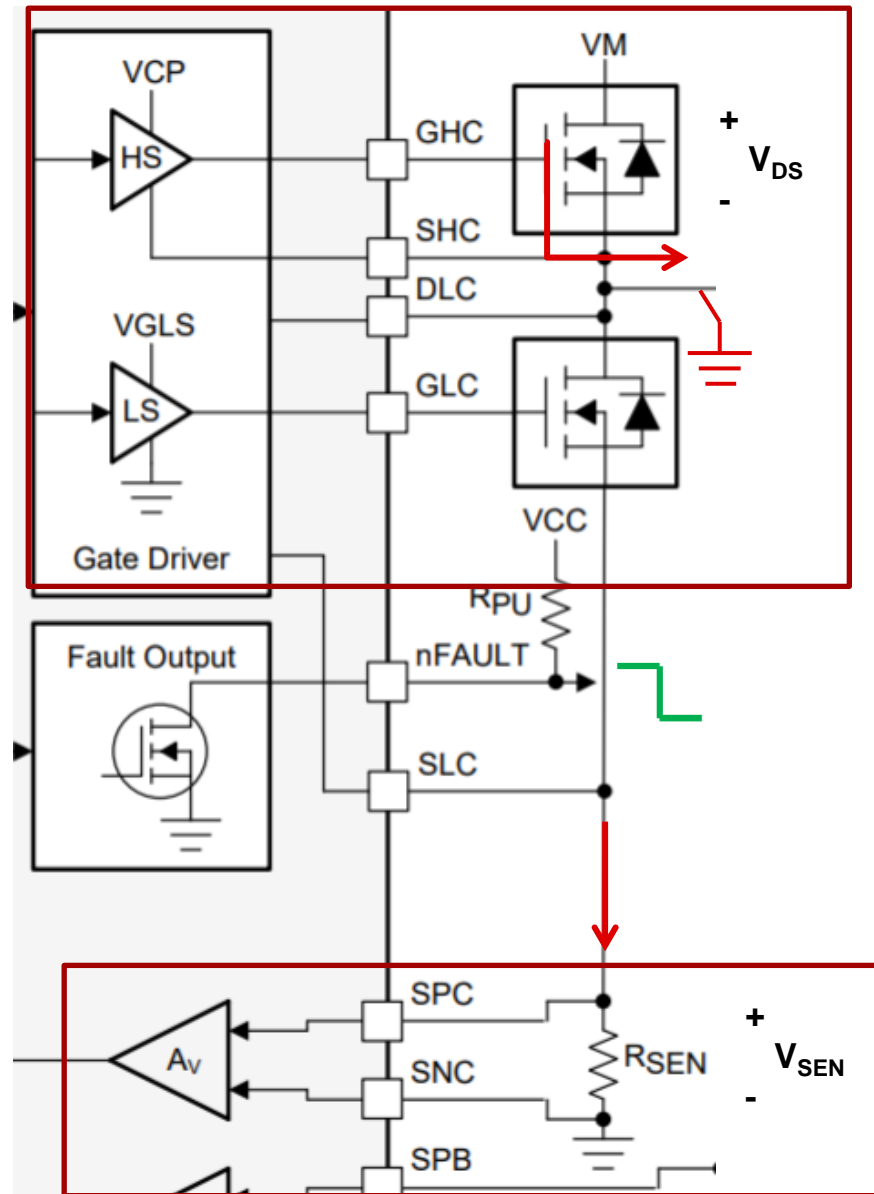 VM
VCP
+
GHC
HS
VDS
-
SHC
DLC
VGLS
GLC
LS
VCC
Gate Driver
RPU
Fault Output
nFAULT
SLC
SPC
+
AV
RSEN
VSEN
SNC
-
SPB